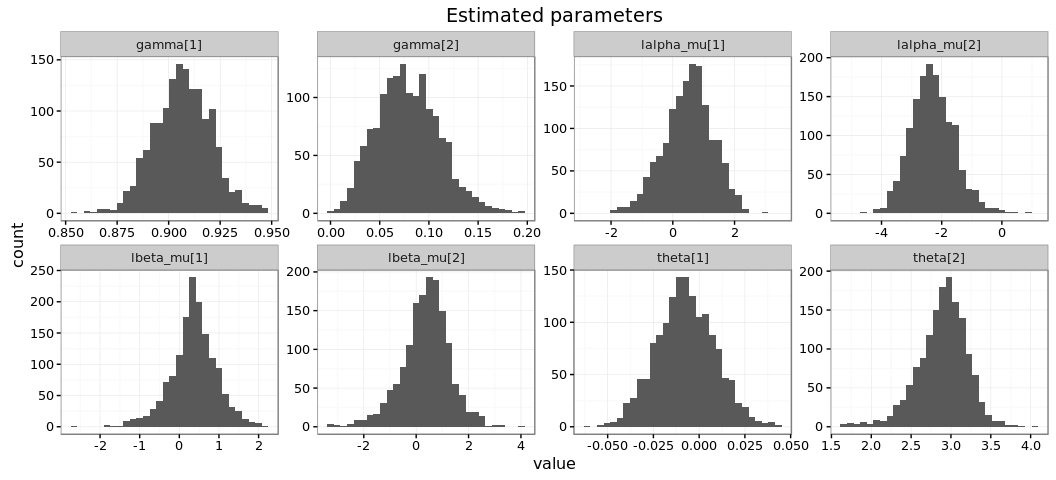 Estimated parameters
gamma[1] gamma[2] lalpha_mu[1] lalpha_mu[2]
150
100
50
0
0.850 0.875 0.900 0.925 0.950
100
50
0
0.00 0.05 0.10 0.15 0.20
150
100
50
0
-2 0 2
200
150
100
50
0
-4 -2 0
count
lbeta_mu[1] lbeta_mu[2] theta[1] theta[2]
250
200
150
100
50
0
-2 -1 0 1 2
200
150
100
50
0
-2 0 2 4
150
100
50
0
-0.050 -0.025 0.000 0.025 0.050
200
150
100
50
0
1.5 2.0 2.5 3.0 3.5 4.0
value